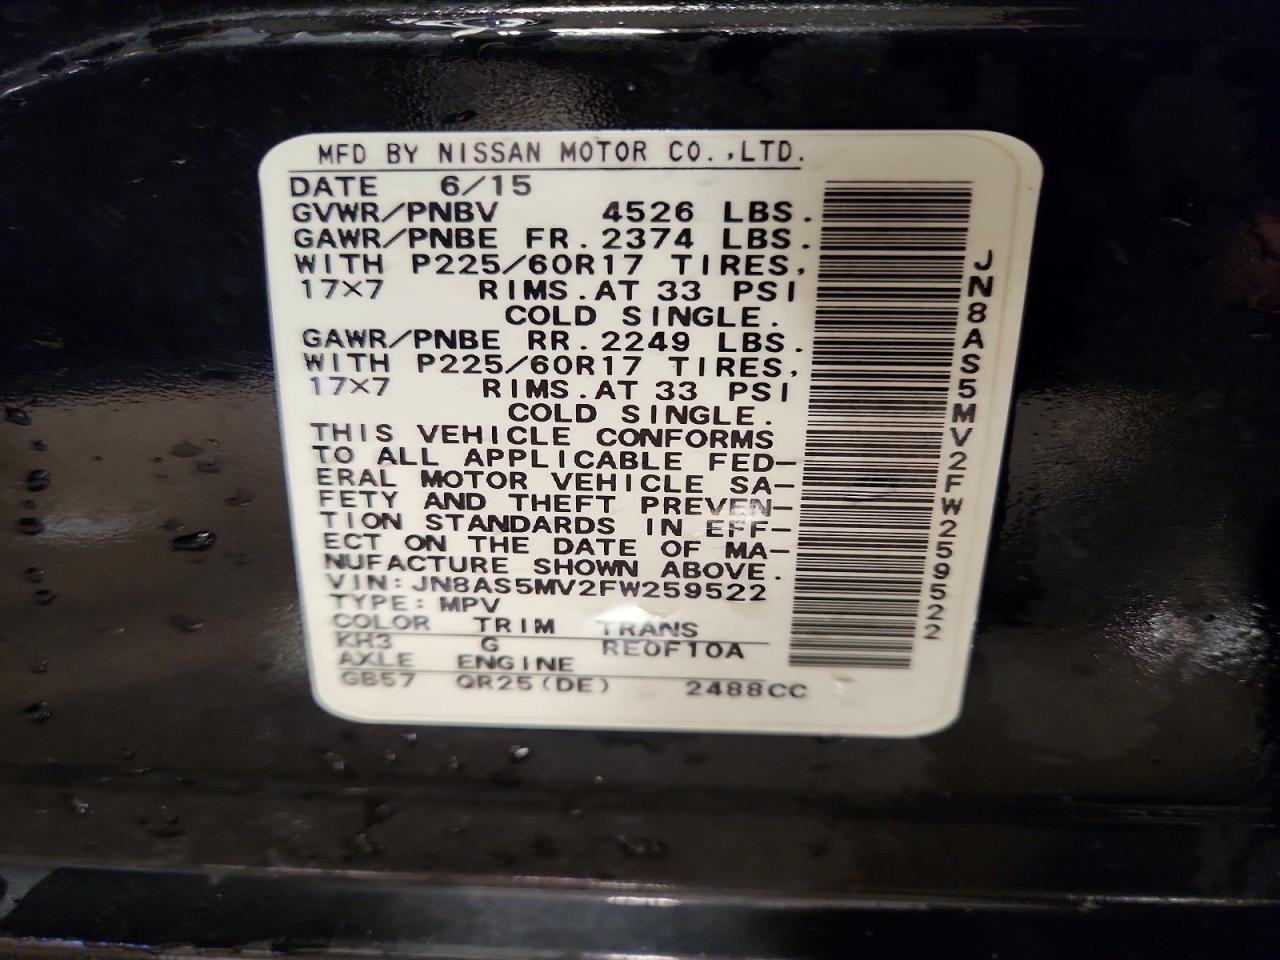 MFD BY NISSAN MOTOR CO.,LTD.
DATE 6/15
GVWR/PNBV 4526 LBS.
GAWR/PNBE FR. 2374 LBS.
WITH P225/60R17 TIRES,
17×7 RIMS.AT 33 PSI
COLD SINGLE.
GAWR/PNBE RR. 2249 LBS.
WITH P225/60R17 TIRES,
17×7 RIMS.AT 33 PSI
COLD SINGLE.
THIS VEHICLE CONFORMS
TO ALL APPLICABLE FED-
ERAL MOTOR VEHICLE SA-
FETY AND THEFT PREVEN-
TION STANDARDS IN EFF-
ECT ON THE DATE OF MA-
NUFACTURE SHOWN ABOVE.
VIN: JN8AS5MV2FW259522
TYPE: MPV
COLOR TRIM TRANS
KH3 G RE0F10A
AXLE ENGINE
GB57 QR25(DE) 2488CC
JN8AS5MV2FW259522